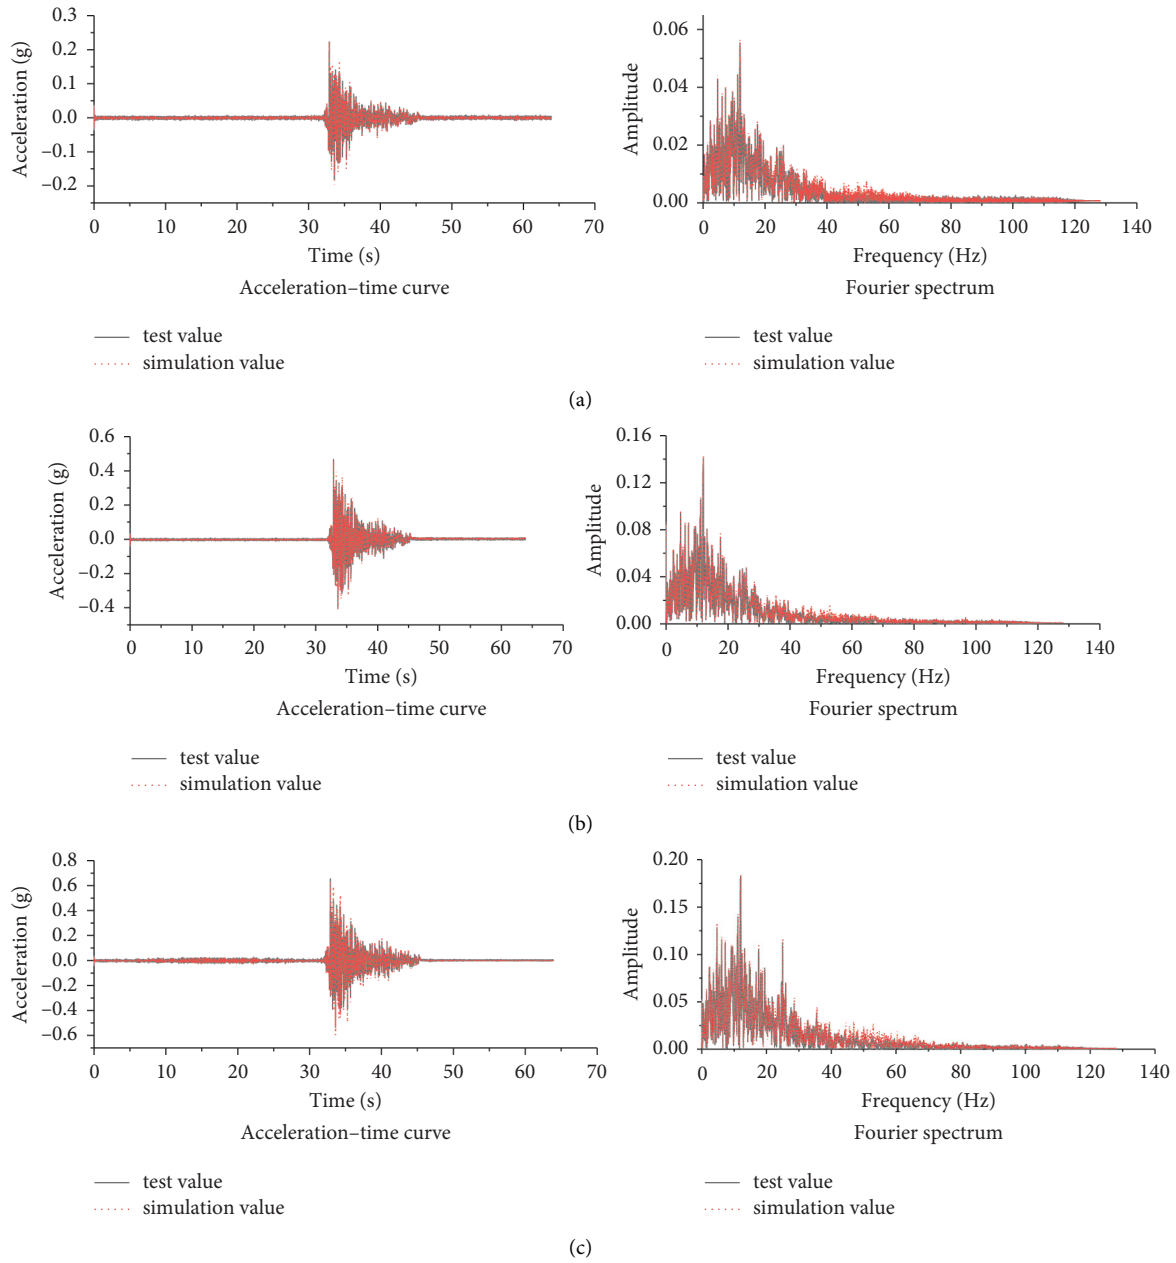 0.3
0.2
0.1
0.0
−0.1
−0.2
Acceleration (g)
0 10 20 30 40 50 60 70
Time (s)
Acceleration–time curve
test value
simulation value
0.06
0.04
0.02
0.00
Amplitude
0 20 40 60 80 100 120 140
Frequency (Hz)
Fourier spectrum
test value
simulation value
(a)
0.6
0.4
0.2
0.0
−0.2
−0.4
Acceleration (g)
0 10 20 30 40 50 60 70
Time (s)
Acceleration–time curve
test value
simulation value
0.16
0.12
0.08
0.04
0.00
Amplitude
0 20 40 60 80 100 120 140
Frequency (Hz)
Fourier spectrum
test value
simulation value
(b)
0.8
0.6
0.4
0.2
0.0
−0.2
−0.4
−0.6
Acceleration (g)
0 10 20 30 40 50 60 70
Time (s)
Acceleration–time curve
test value
simulation value
0.20
0.15
0.10
0.05
0.00
Amplitude
0 20 40 60 80 100 120 140
Frequency (Hz)
Fourier spectrum
test value
simulation value
(c)